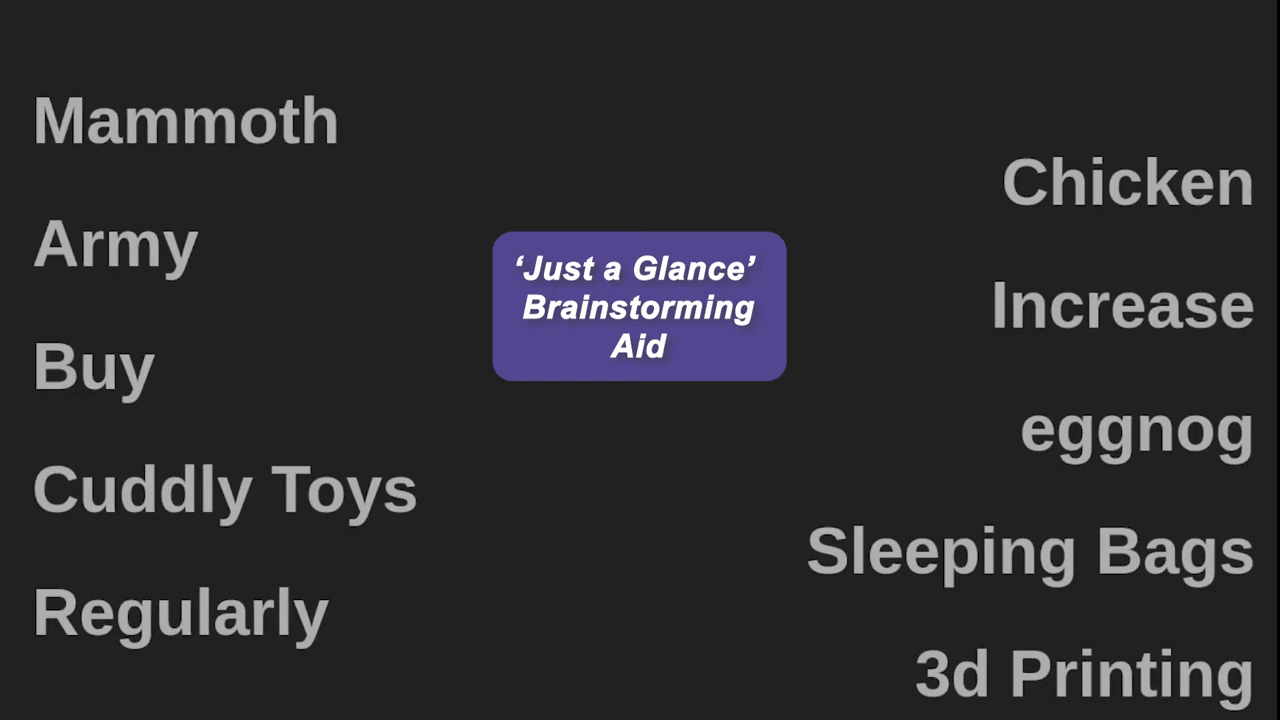 Mammoth
Army
Buy
Cuddly Toys
Regularly
‘Just a Glance’
Brainstorming
Aid
Chicken
Increase
eggnog
Sleeping Bags
3d Printing